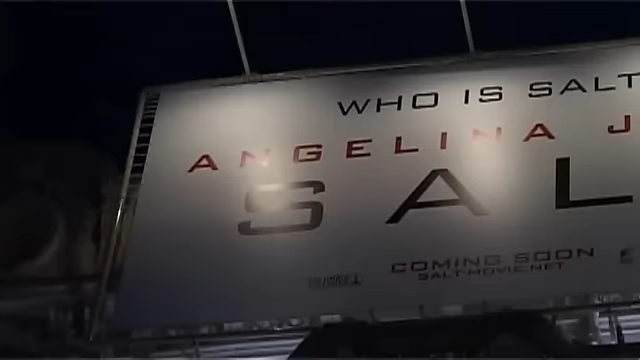 WHO IS SALT
ANGELINA J
SAL
COMING SOON
SALT-MOVIE.NET